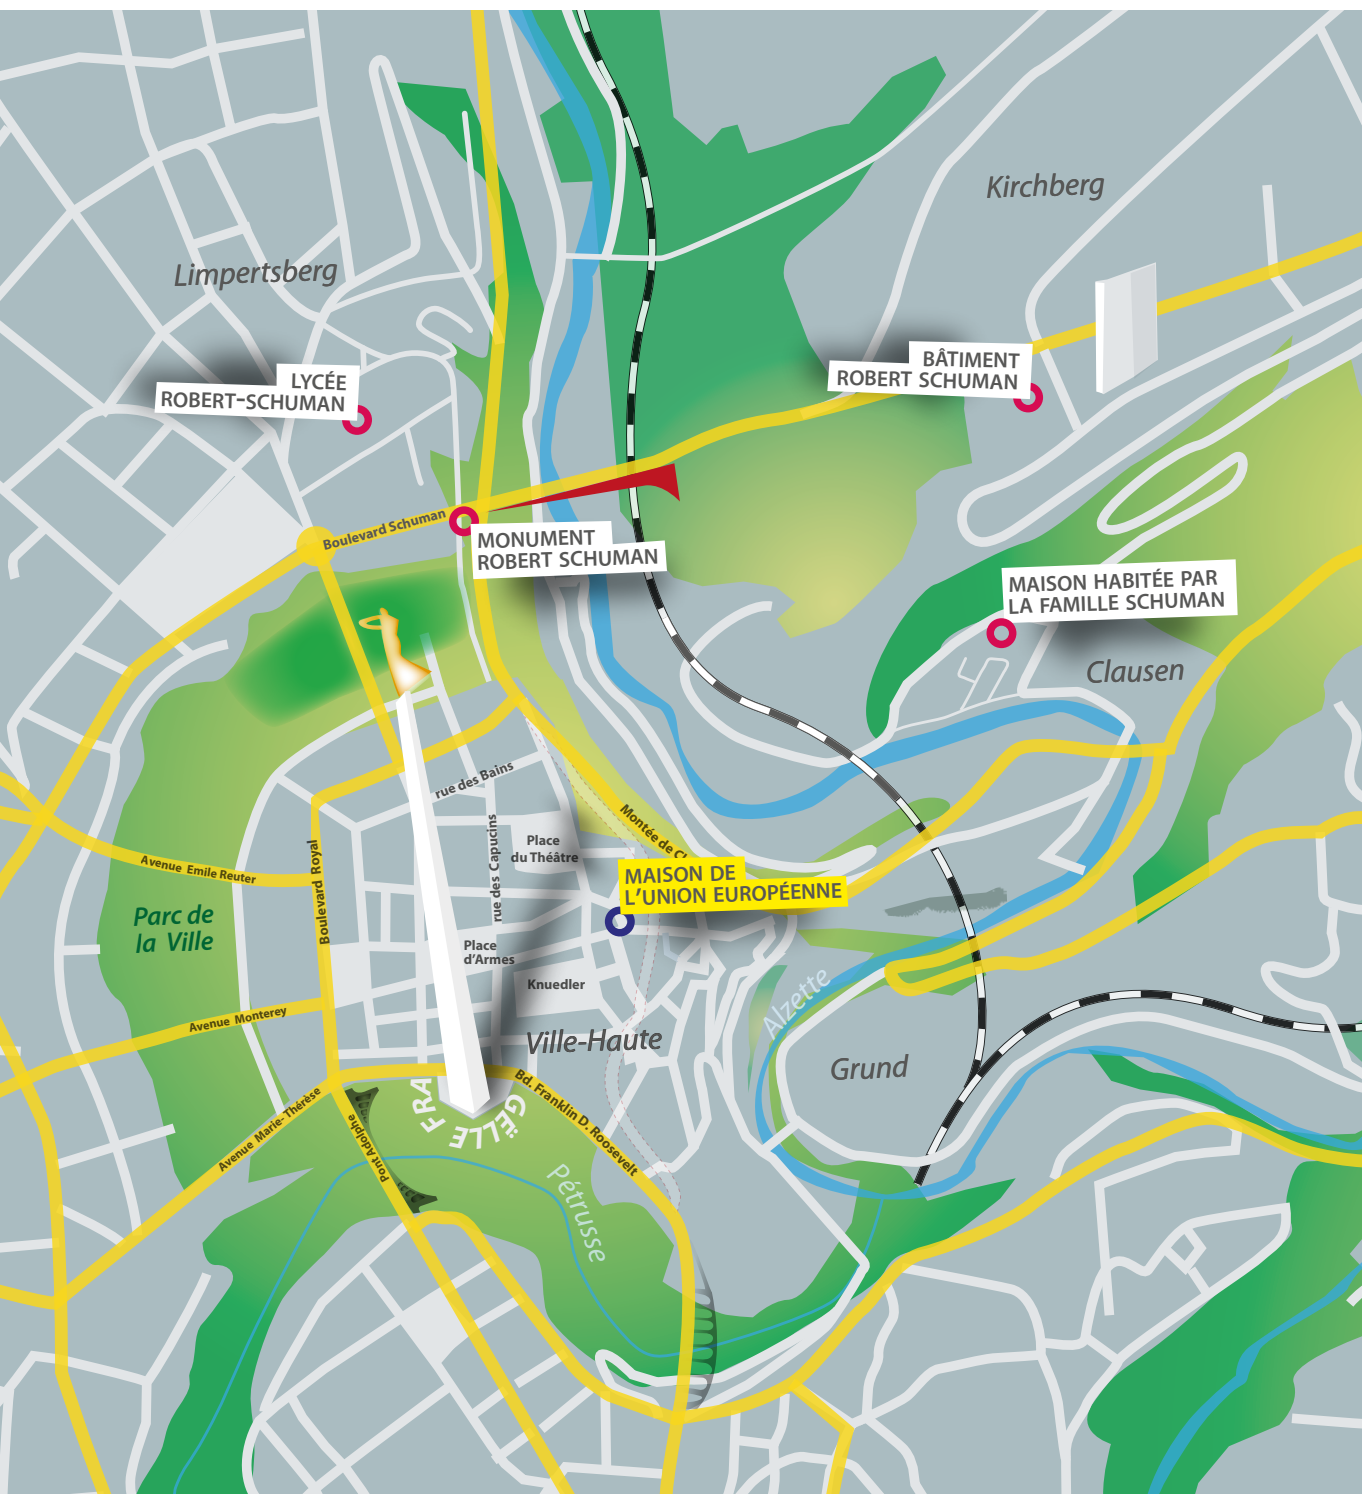 Kirchberg
Limpertsberg
BÂTIMENT
ROBERT SCHUMAN
LYCÉE
ROBERT-SCHUMAN
Boulevard Schuman
MONUMENT
ROBERT SCHUMAN
MAISON HABITÉE PAR
LA FAMILLE SCHUMAN
Clausen
rue des Bains
Montée de Cl
rue des Capucins
Place
du Théâtre
Avenue Emile Reuter
Boulevard Royal
MAISON DE
L'UNION EUROPÉENNE
Parc de
la Ville
Place
d'Armes
Knuedler
Alzette
Avenue Monterey
Ville-Haute
Grund
Bd. Franklin D. Roosevelt
Avenue Marie-Thérèse
Pont Adolphe
GËLLE FRA
Pétrusse